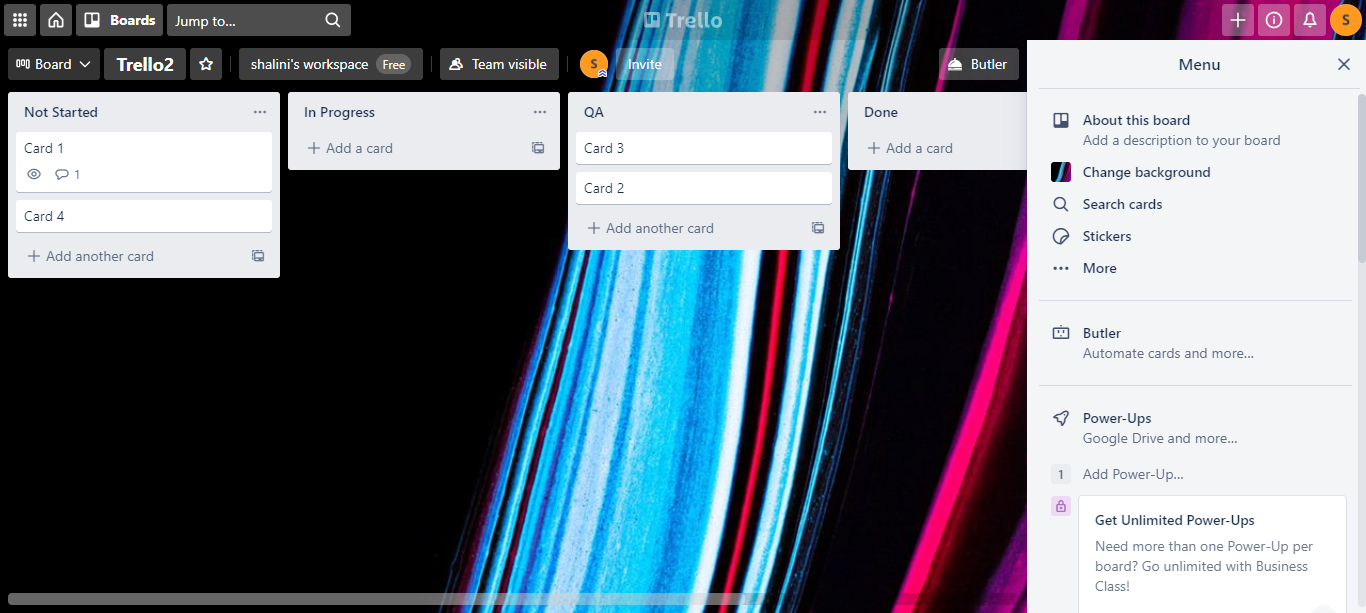 Boards
Jump to...
Trello
S
Board
Trello2
shalini's workspace Free
Team visible
S
Invite
Butler
Not Started
Card 1
1
Card 4
Add another card
In Progress
Add a card
QA
Card 3
Card 2
Add another card
Done
Add a card
Menu
About this board
Add a description to your board
Change background
Search cards
Stickers
More
Butler
Automate cards and more...
Power-Ups
Google Drive and more...
1 Add Power-Up...
Get Unlimited Power-Ups
Need more than one Power-Up per
board? Go unlimited with Business
Class!